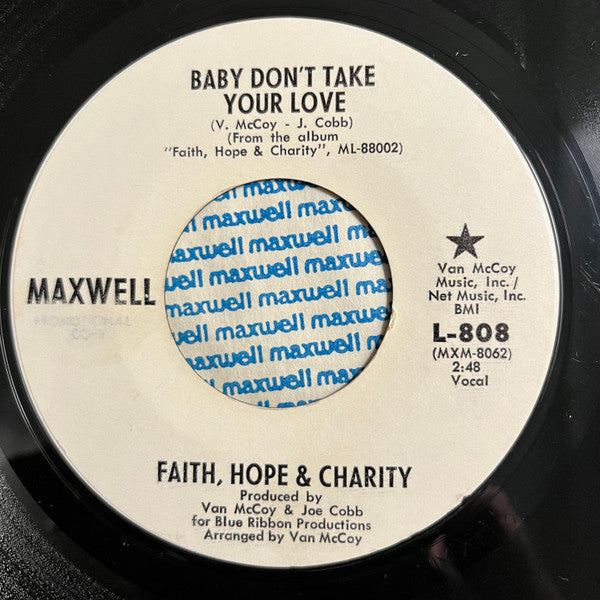 BABY DON'T TAKE
YOUR LOVE
(V. McCoy - J. Cobb)
(From the album
"Faith, Hope & Charity", ML-88002)
maxwell maxwell
maxwell maxwell
maxwell maxwell
maxwell maxwell
maxwell maxwell
maxwell maxwell
maxwell maxwell
maxwell
MAXWELL
PROMOTIONAL
COPY
Van McCoy
Music, Inc./
Net Music, Inc.
BMI
L-808
(MXM-8062)
2:48
Vocal
FAITH, HOPE & CHARITY
Produced by
Van McCoy & Joe Cobb
for Blue Ribbon Productions
Arranged by Van McCoy